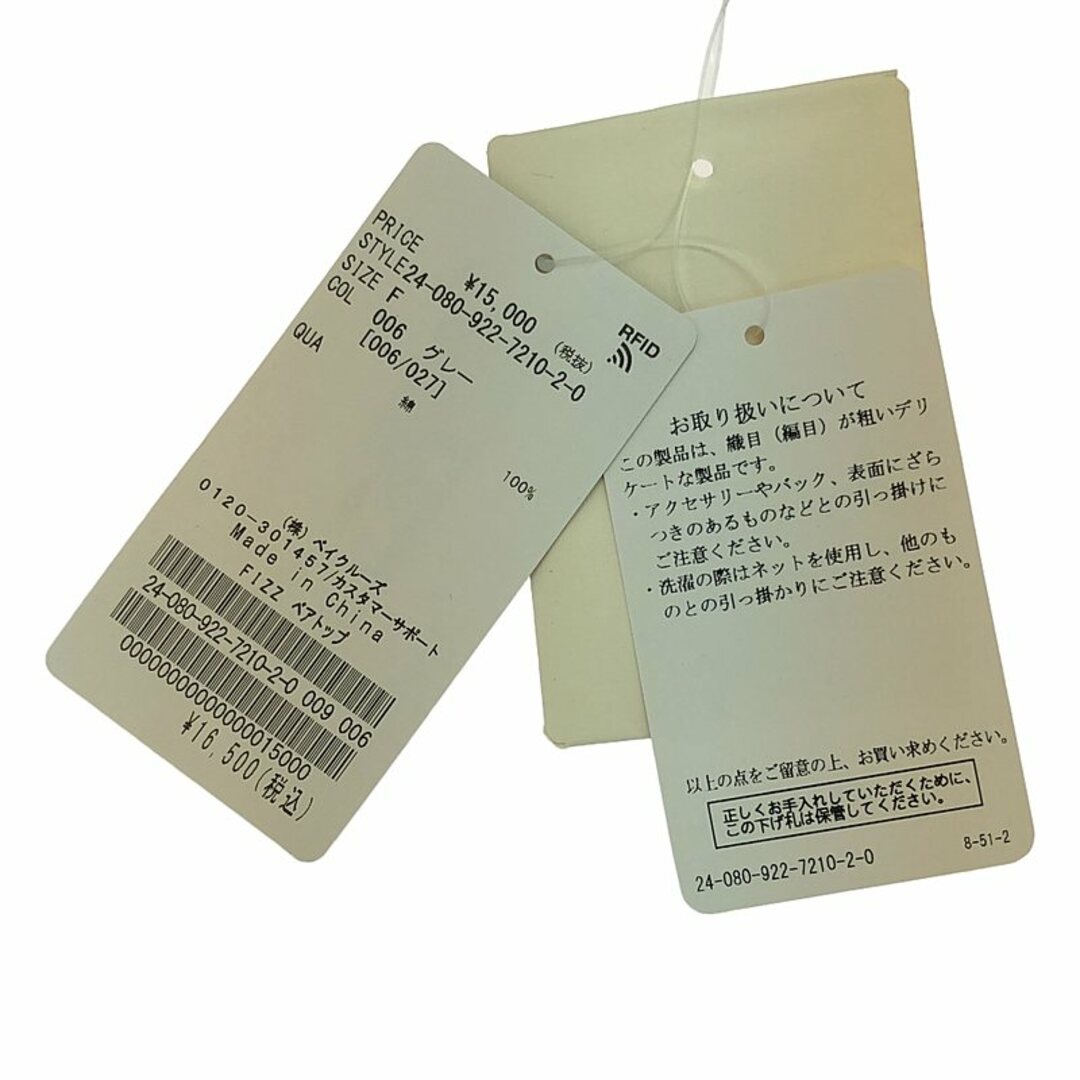 PRICE ¥15,000 (税抜)
STYLE24-080-922-7210-2-0
SIZE F
COL 006 グレー
[006/027]
QUA 綿 100%
RFID
(株)ベイクルーズ
0120-301457/カスタマーサポート
Made in China
FIZZ ベアトップ
24-080-922-7210-2-0 009 006
000000000000000015000
¥16,500(税込)
お取り扱いについて
この製品は、織目(編目)が粗いデリ
ケートな製品です。
・アクセサリーやバック、表面にざら
つきのあるものなどとの引っ掛けに
ご注意ください。
・洗濯の際はネットを使用し、他のも
のとの引っ掛かりにご注意ください。
以上の点をご留意の上、お買い求めください。
正しくお手入れしていただくために、
この下げ札は保管してください。
8-51-2
24-080-922-7210-2-0